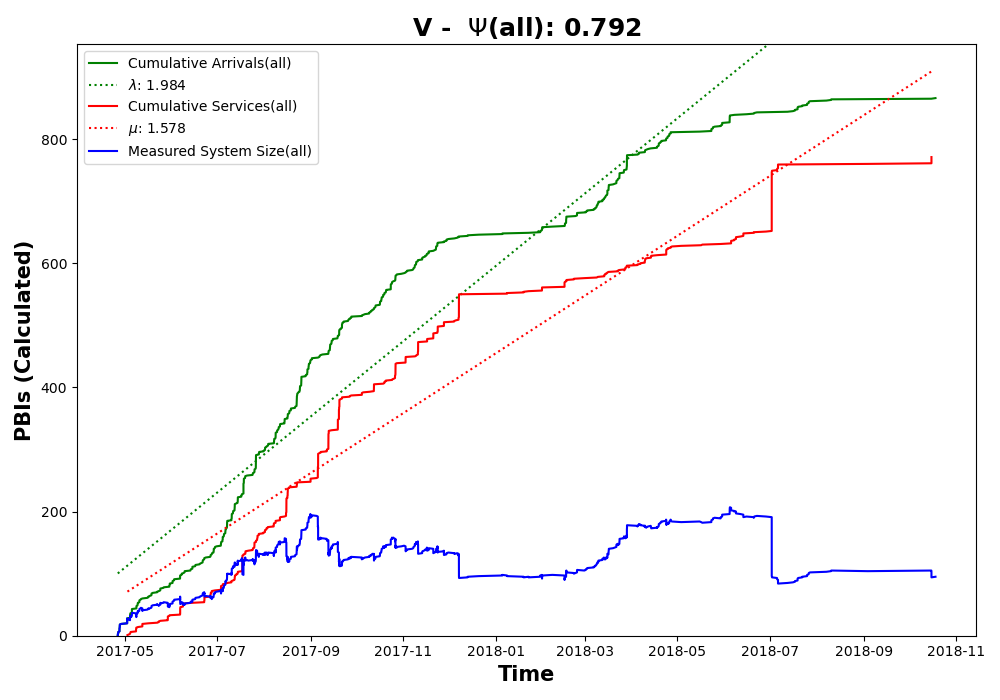 V - Ψ(all): 0.792
Cumulative Arrivals(all)
λ: 1.984
Cumulative Services(all)
μ: 1.578
Measured System Size(all)
PBIs (Calculated)
800
600
400
200
0
2017-05 2017-07 2017-09 2017-11 2018-01 2018-03 2018-05 2018-07 2018-09 2018-11
Time